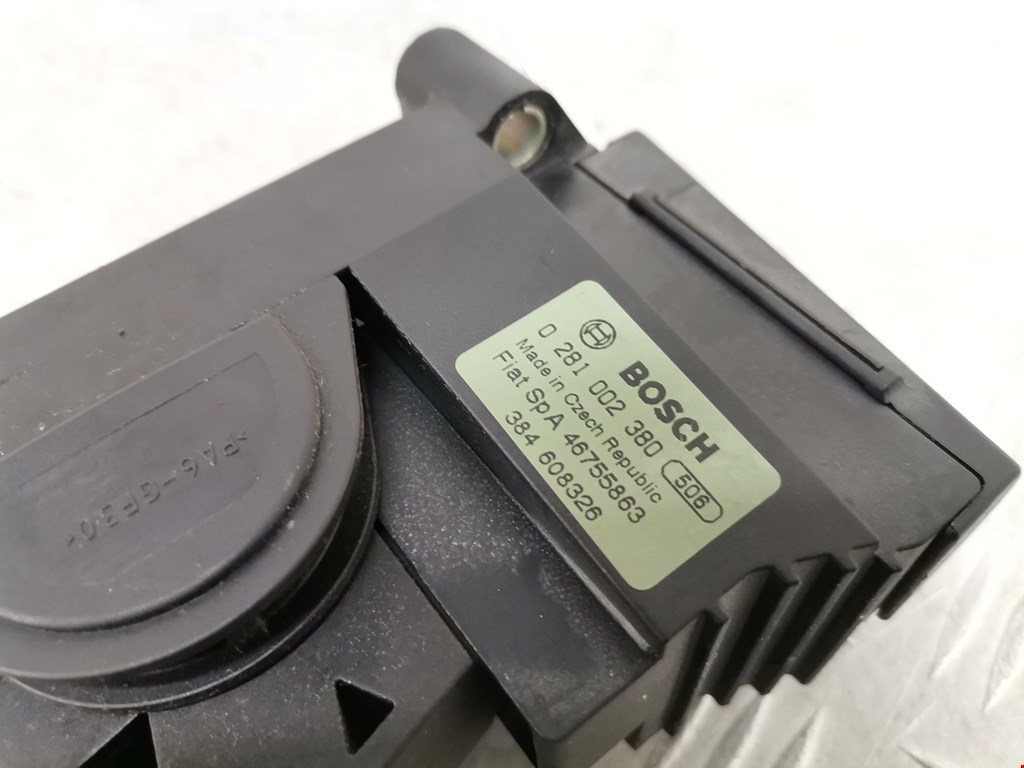 BOSCH
0 281 002 380 506
Made in Czech Republic
Fiat SpA 46755863
384 608326
>PA6-GF30<